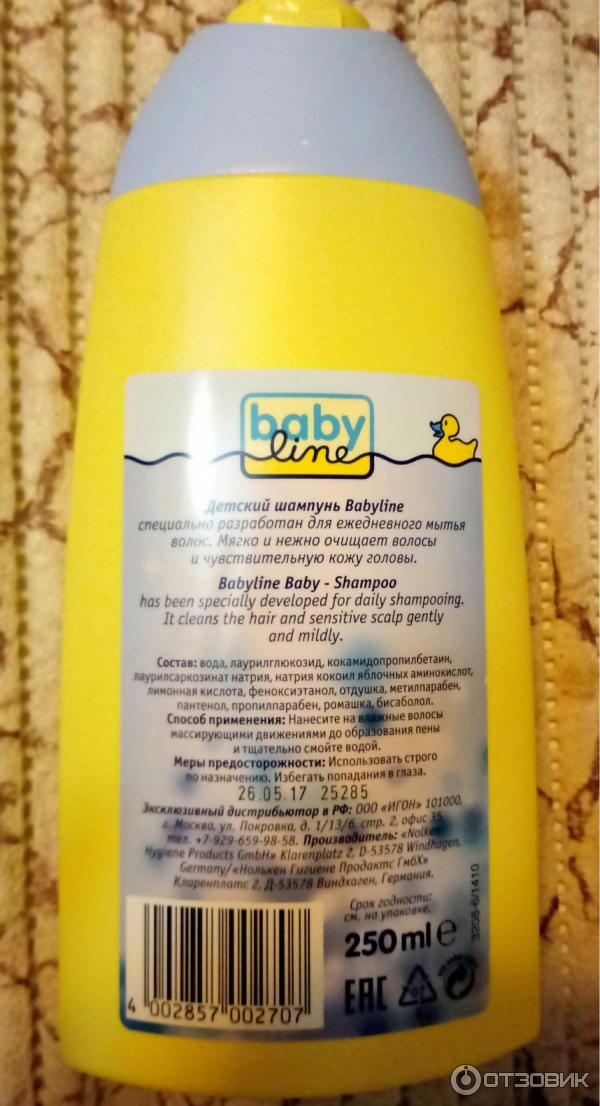 baby
line
Детский шампунь Babyline
специально разработан для ежедневного мытья
волос. Мягко и нежно очищает волосы
и чувствительную кожу головы.
Babyline Baby - Shampoo
has been specially developed for daily shampooing.
It cleans the hair and sensitive scalp gently
and mildly.
Состав: вода, лаурилглюкозид, кокамидопропилбетаин,
лаурилсаркозинат натрия, натрия кокоил яблочных аминокислот,
лимонная кислота, феноксиэтанол, отдушка, метилпарабен,
пантенол, пропилпарабен, ромашка, бисаболол.
Способ применения: Нанесите на влажные волосы
массирующими движениями до образования пены
и тщательно смойте водой.
Меры предосторожности: Использовать строго
по назначению. Избегать попадания в глаза.
26.05.17 25285
Эксклюзивный дистрибьютор в РФ: ООО «ИГОН» 101000,
г. Москва, ул. Покровка, д. 1/13/6, стр. 2, офис 35,
тел. +7-929-659-98-58. Производитель: «Nolken
Hygiene Products GmbH» Klarenplatz 2, D-53578 Windhagen,
Germany/«Нолькен Гигиене Продактс ГмбХ»
Кларенплатс 2, Д-53578 Виндхаген, Германия.
Срок годности:
см. на упаковке.
250 ml e
3208-6/1410
4 002857 002707
EAC
07
ОТЗОВИК